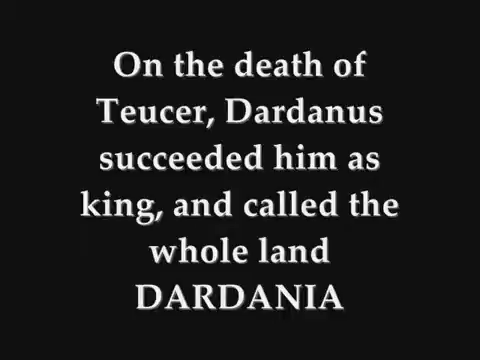 On the death of
Teucer, Dardanus
succeeded him as
king, and called the
whole land
DARDANIA